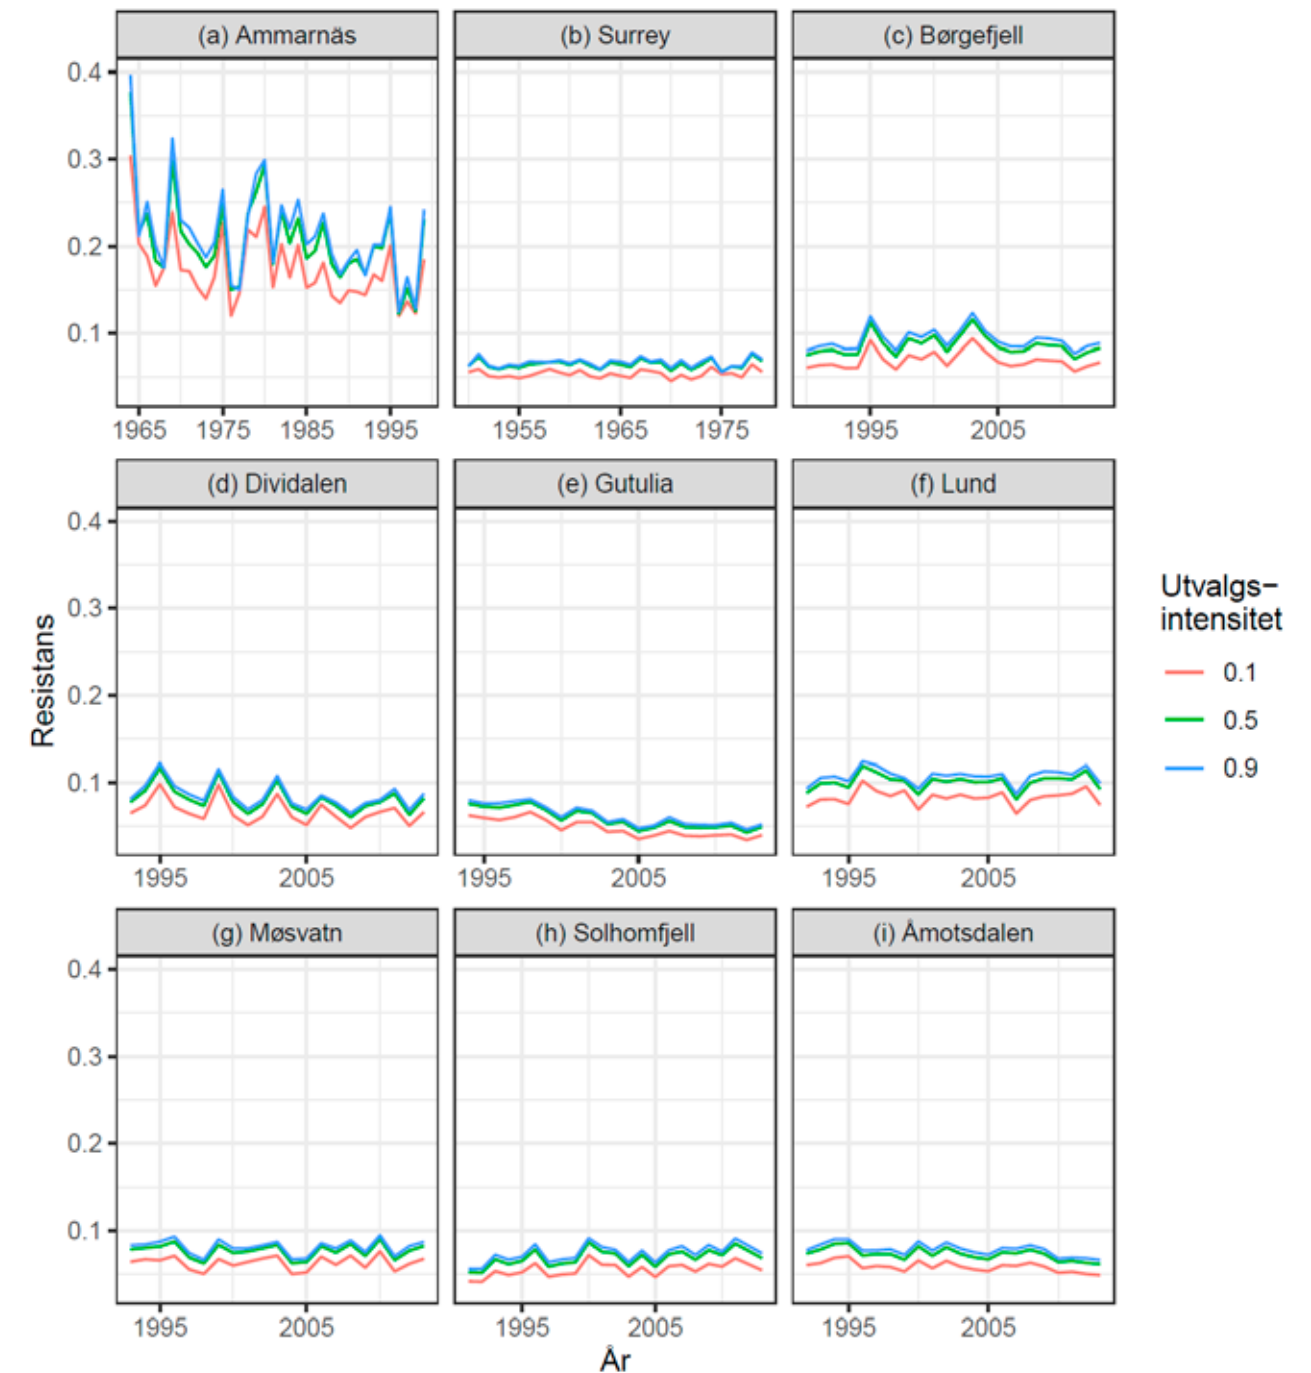 (a) Ammarnäs
(b) Surrey
(c) Børgefjell
0.4
0.3
0.2
0.1
1965 1975 1985 1995
1955 1965 1975
1995 2005
(d) Dividalen
(e) Gutulia
(f) Lund
0.4
0.3
0.2
0.1
1995 2005
1995 2005
1995 2005
(g) Møsvatn
(h) Solhomfjell
(i) Åmotsdalen
0.4
0.3
0.2
0.1
1995 2005
1995 2005
1995 2005
Resistans
År
Utvalgs−
intensitet
0.1
0.5
0.9